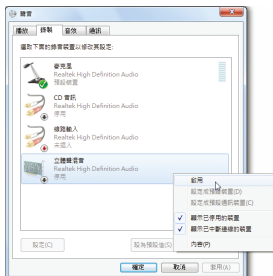 聲音
播放 錄製 音效 通訊
選取下面的錄音裝置以修改其設定:
麥克風
Realtek High Definition Audio
預設裝置
CD 音訊
Realtek High Definition Audio
停用
線路輸入
Realtek High Definition Audio
未插入
立體聲混音
Realtek High Definition Audio
停用
啟用
設定成預設裝置(D)
設定成預設通訊裝置(C)
✓ 顯示已停用的裝置
✓ 顯示已中斷連線的裝置
內容(P)
設定(C) 設為預設值(S)
確定 取消 套用(A)